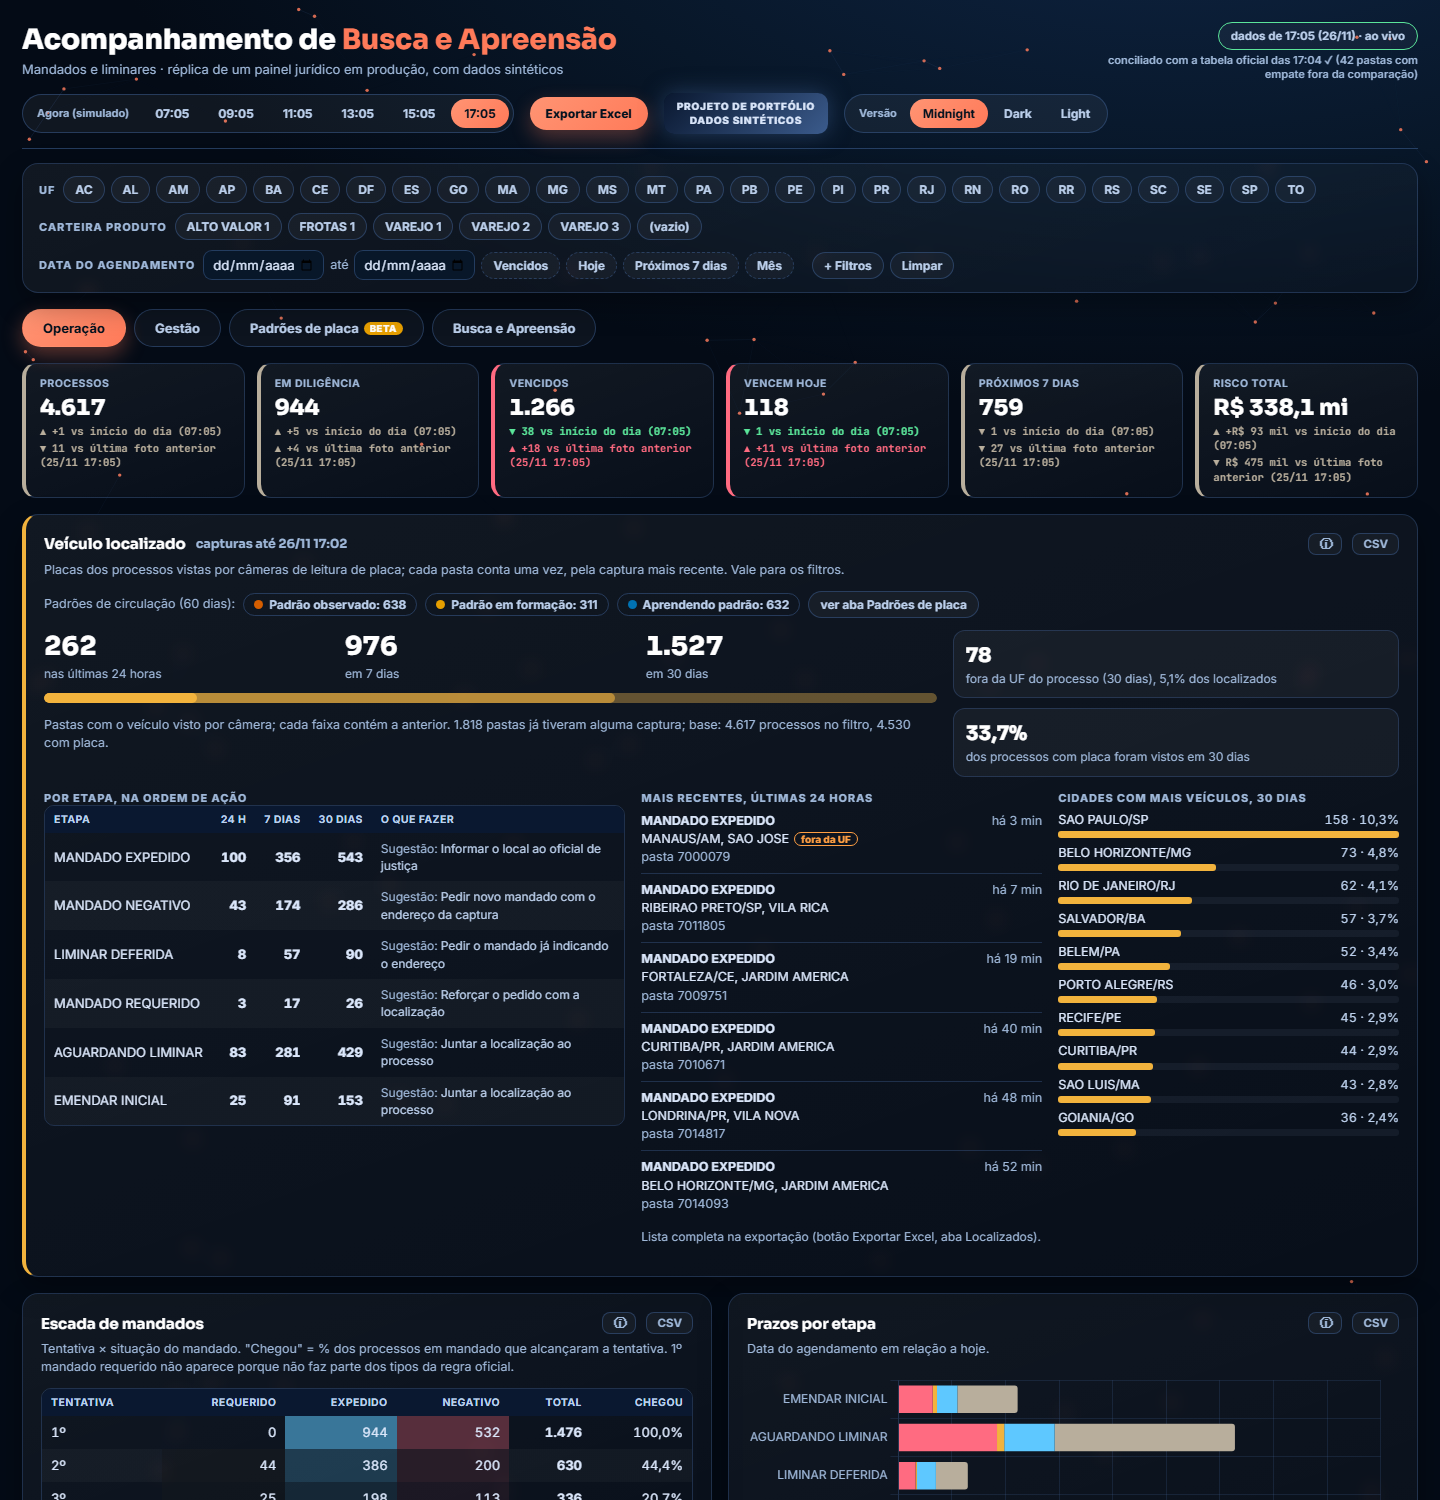 Acompanhamento de Busca e Apreensão
Mandados e liminares · réplica de um painel jurídico em produção, com dados sintéticos
dados de 17:05 (26/11) · ao vivo
conciliado com a tabela oficial das 17:04 ✓ (42 pastas com
empate fora da comparação)
Agora (simulado) 07:05 09:05 11:05 13:05 15:05 17:05
Exportar Excel
PROJETO DE PORTFÓLIO
DADOS SINTÉTICOS
Versão Midnight Dark Light
UF AC AL AM AP BA CE DF ES GO MA MG MS MT PA PB PE PI PR RJ RN RO RR RS SC SE SP TO
CARTEIRA PRODUTO ALTO VALOR 1 FROTAS 1 VAREJO 1 VAREJO 2 VAREJO 3 (vazio)
DATA DO AGENDAMENTO dd/mm/aaaa até dd/mm/aaaa Vencidos Hoje Próximos 7 dias Mês + Filtros Limpar
Operação Gestão Padrões de placa BETA Busca e Apreensão
PROCESSOS
4.617
▲ +1 vs início do dia (07:05)
▼ 11 vs última foto anterior
(25/11 17:05)
EM DILIGÊNCIA
944
▲ +5 vs início do dia (07:05)
▲ +4 vs última foto anterior
(25/11 17:05)
VENCIDOS
1.266
▼ 38 vs início do dia (07:05)
▲ +18 vs última foto anterior
(25/11 17:05)
VENCEM HOJE
118
▼ 1 vs início do dia (07:05)
▲ +11 vs última foto anterior
(25/11 17:05)
PRÓXIMOS 7 DIAS
759
▼ 1 vs início do dia (07:05)
▼ 27 vs última foto anterior
(25/11 17:05)
RISCO TOTAL
R$ 338,1 mi
▲ +R$ 93 mil vs início do dia
(07:05)
▼ R$ 475 mil vs última foto
anterior (25/11 17:05)
Veículo localizado capturas até 26/11 17:02
ⓘ CSV
Placas dos processos vistas por câmeras de leitura de placa; cada pasta conta uma vez, pela captura mais recente. Vale para os filtros.
Padrões de circulação (60 dias): Padrão observado: 638 Padrão em formação: 311 Aprendendo padrão: 632 ver aba Padrões de placa
262
nas últimas 24 horas
976
em 7 dias
1.527
em 30 dias
Pastas com o veículo visto por câmera; cada faixa contém a anterior. 1.818 pastas já tiveram alguma captura; base: 4.617 processos no filtro, 4.530
com placa.
78
fora da UF do processo (30 dias), 5,1% dos localizados
33,7%
dos processos com placa foram vistos em 30 dias
POR ETAPA, NA ORDEM DE AÇÃO
ETAPA 24 H 7 DIAS 30 DIAS O QUE FAZER
MANDADO EXPEDIDO 100 356 543 Sugestão: Informar o local ao oficial de
justiça
MANDADO NEGATIVO 43 174 286 Sugestão: Pedir novo mandado com o
endereço da captura
LIMINAR DEFERIDA 8 57 90 Sugestão: Pedir o mandado já indicando
o endereço
MANDADO REQUERIDO 3 17 26 Sugestão: Reforçar o pedido com a
localização
AGUARDANDO LIMINAR 83 281 429 Sugestão: Juntar a localização ao
processo
EMENDAR INICIAL 25 91 153 Sugestão: Juntar a localização ao
processo
MAIS RECENTES, ÚLTIMAS 24 HORAS
MANDADO EXPEDIDO há 3 min
MANAUS/AM, SAO JOSE fora da UF
pasta 7000079
MANDADO EXPEDIDO há 7 min
RIBEIRAO PRETO/SP, VILA RICA
pasta 7011805
MANDADO EXPEDIDO há 19 min
FORTALEZA/CE, JARDIM AMERICA
pasta 7009751
MANDADO EXPEDIDO há 40 min
CURITIBA/PR, JARDIM AMERICA
pasta 7010671
MANDADO EXPEDIDO há 48 min
LONDRINA/PR, VILA NOVA
pasta 7014817
MANDADO EXPEDIDO há 52 min
BELO HORIZONTE/MG, JARDIM AMERICA
pasta 7014093
Lista completa na exportação (botão Exportar Excel, aba Localizados).
CIDADES COM MAIS VEÍCULOS, 30 DIAS
SAO PAULO/SP 158 · 10,3%
BELO HORIZONTE/MG 73 · 4,8%
RIO DE JANEIRO/RJ 62 · 4,1%
SALVADOR/BA 57 · 3,7%
BELEM/PA 52 · 3,4%
PORTO ALEGRE/RS 46 · 3,0%
RECIFE/PE 45 · 2,9%
CURITIBA/PR 44 · 2,9%
SAO LUIS/MA 43 · 2,8%
GOIANIA/GO 36 · 2,4%
Escada de mandados
ⓘ CSV
Tentativa × situação do mandado. "Chegou" = % dos processos em mandado que alcançaram a tentativa. 1º
mandado requerido não aparece porque não faz parte dos tipos da regra oficial.
TENTATIVA REQUERIDO EXPEDIDO NEGATIVO TOTAL CHEGOU
1º 0 944 532 1.476 100,0%
2º 44 386 200 630 44,4%
3º 25 198 113 336 20,7%
Prazos por etapa
ⓘ CSV
Data do agendamento em relação a hoje.
EMENDAR INICIAL
AGUARDANDO LIMINAR
LIMINAR DEFERIDA